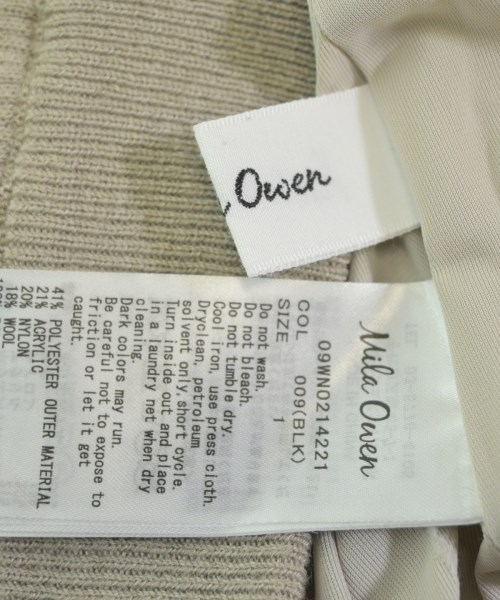 Owen
Mila Owen
09WN0214221
COL 009(BLK)
SIZE 1
Do not wash.
Do not bleach.
Do not tumble dry.
Cool iron, use press cloth.
Dryclean, petroleum
solvent only, short cycle.
Turn inside out and place
in a laundry net when dry
cleaning.
Dark colors may run.
Be careful not to expose to
friction or let it get
caught.
41% POLYESTER OUTER MATERIAL
21% ACRYLIC
20% NYLON
18% WOOL